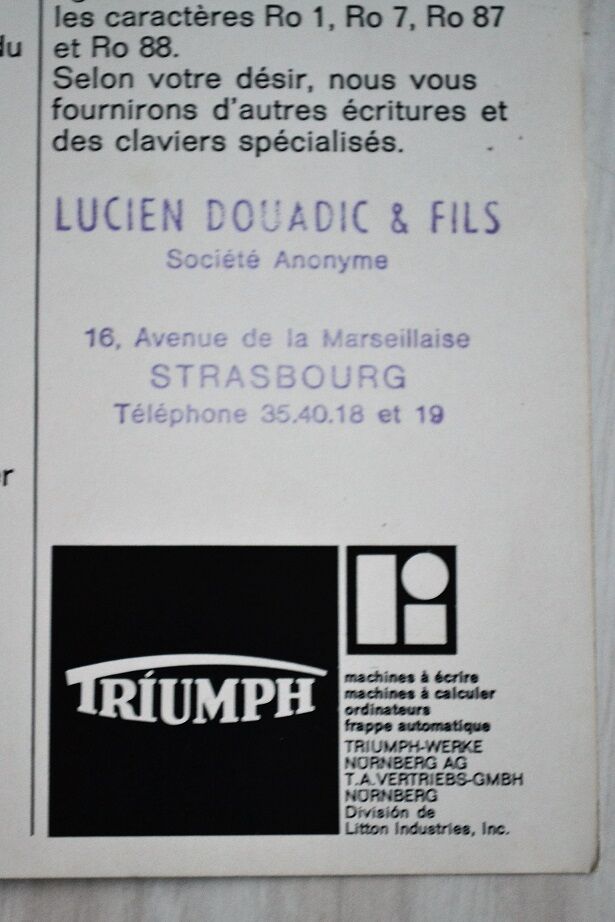 les caractères Ro 1, Ro 7, Ro 87
et Ro 88.
Selon votre désir, nous vous
fournirons d'autres écritures et
des claviers spécialisés.
LUCIEN DOUADIC & FILS
Société Anonyme
16, Avenue de la Marseillaise
STRASBOURG
Téléphone 35.40.18 et 19
TRIUMPH
machines à écrire
machines à calculer
ordinateurs
frappe automatique
TRIUMPH-WERKE
NÜRNBERG AG
T.A.VERTRIEBS-GMBH
NÜRNBERG
División de
Litton Industries, Inc.